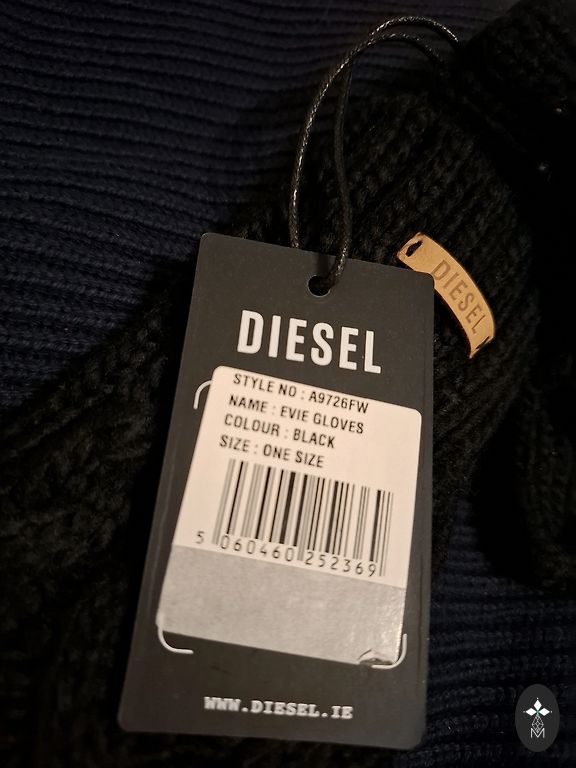 DIESEL
DIESEL
STYLE NO : A9726FW
NAME : EVIE GLOVES
COLOUR : BLACK
SIZE : ONE SIZE
5 060460 252369
WWW.DIESEL.IE
M